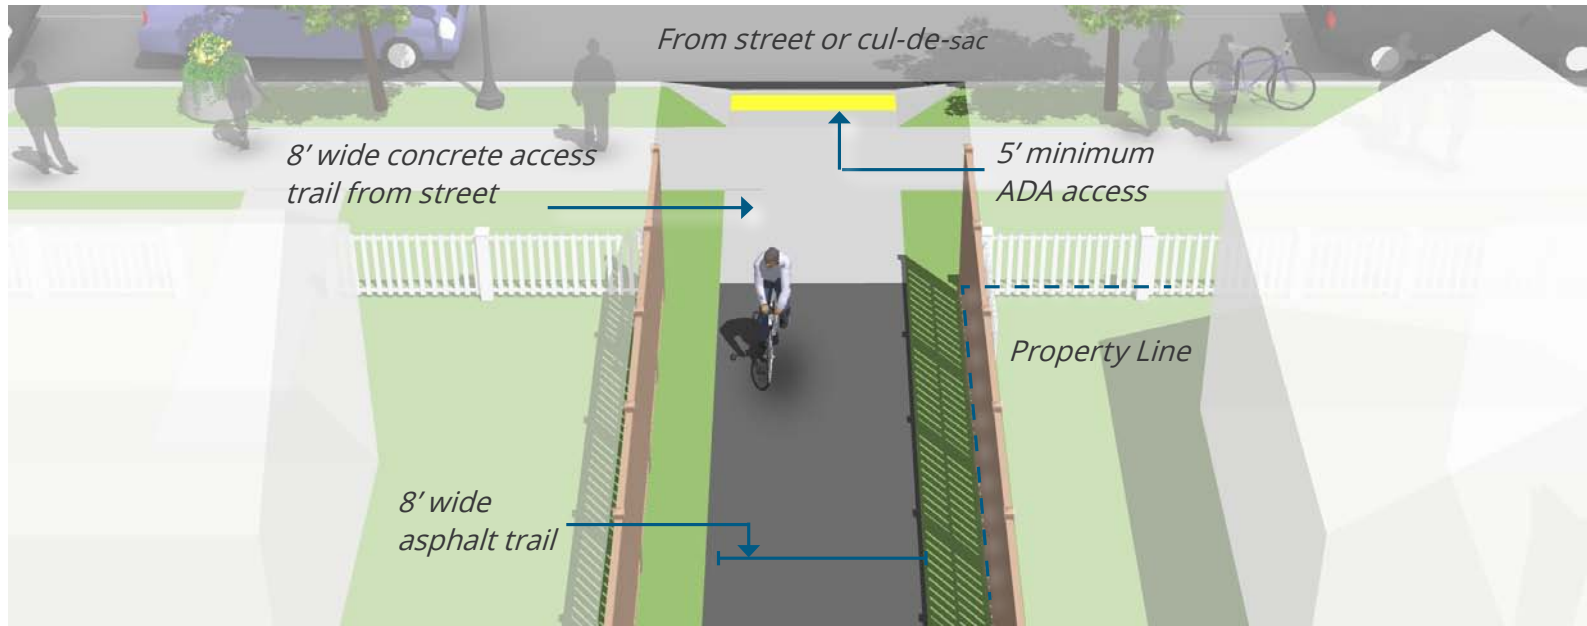 From street or cul-de-sac
8’ wide concrete access
trail from street
5’ minimum
ADA access
Property Line
8’ wide
asphalt trail